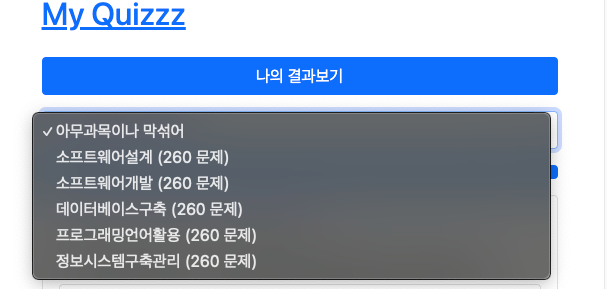 My Quizzz
나의 결과보기
✓ 아무과목이나 막섞어
소프트웨어설계 (260 문제)
소프트웨어개발 (260 문제)
데이터베이스구축 (260 문제)
프로그래밍언어활용 (260 문제)
정보시스템구축관리 (260 문제)